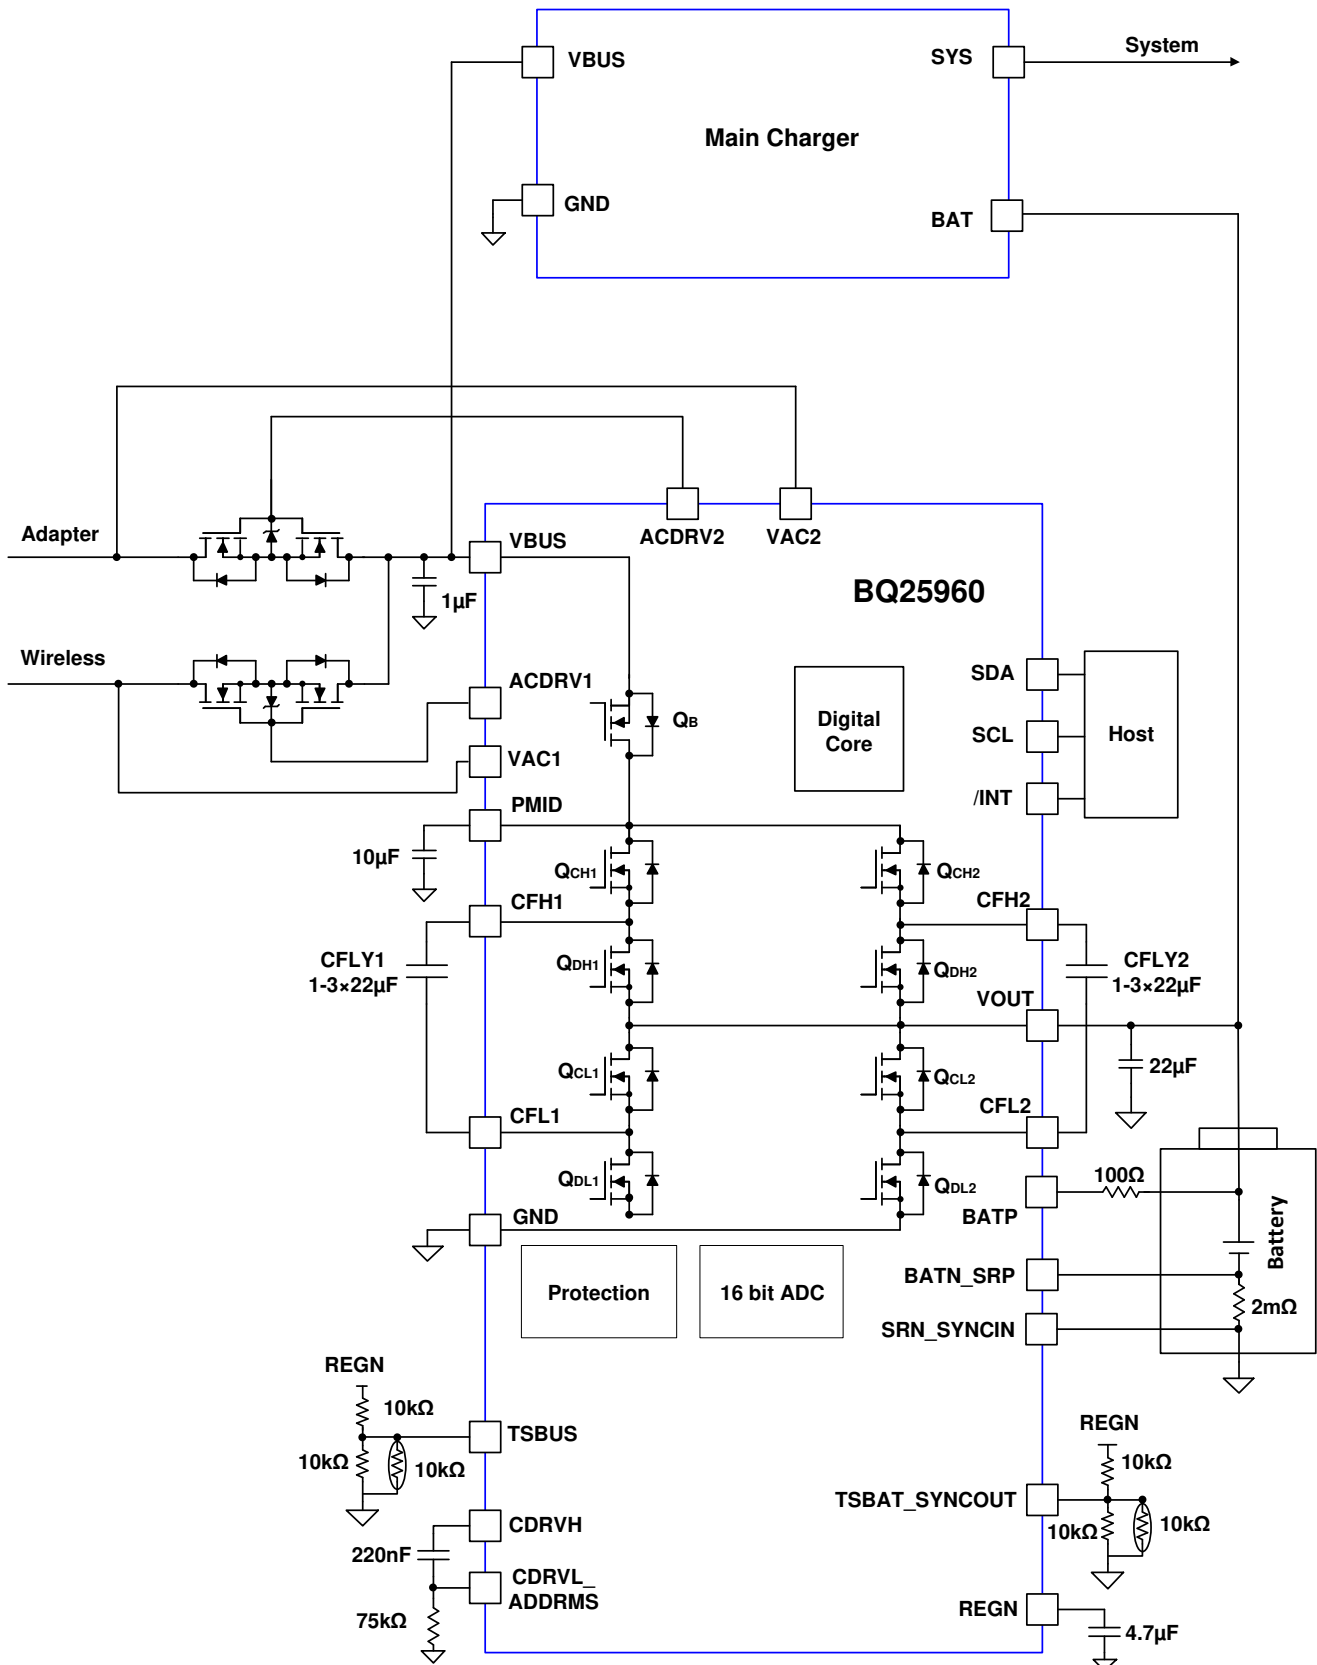 VBUS
SYS
System
Main Charger
GND
BAT
Adapter
VBUS
ACDRV2
VAC2
1µF
BQ25960
Wireless
ACDRV1
QB
Digital
Core
SDA
SCL
Host
VAC1
/INT
PMID
10µF
QCH1
QCH2
CFH1
CFH2
CFLY1
1-3×22µF
QDH1
QDH2
CFLY2
1-3×22µF
VOUT
QCL1
QCL2
22µF
CFL1
CFL2
QDL1
QDL2
100Ω
BATP
GND
Battery
BATN_SRP
Protection
16 bit ADC
2mΩ
SRN_SYNCIN
REGN
10kΩ
TSBUS
10kΩ
10kΩ
REGN
10kΩ
TSBAT_SYNCOUT
10kΩ
10kΩ
CDRVH
220nF
CDRVL_
ADDRMS
75kΩ
REGN
4.7µF